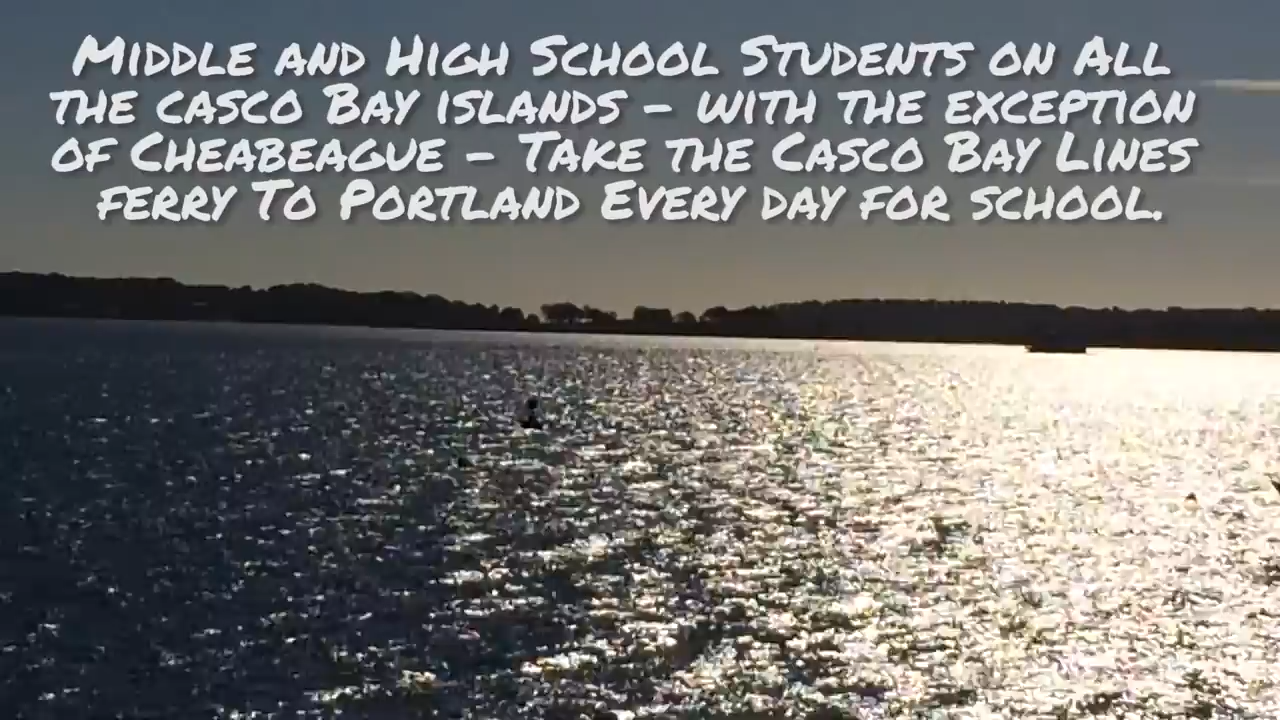 Middle and High School Students on All
the casco Bay islands - with the exception
of Cheabeague - Take the Casco Bay Lines
ferry To Portland Every day for school.